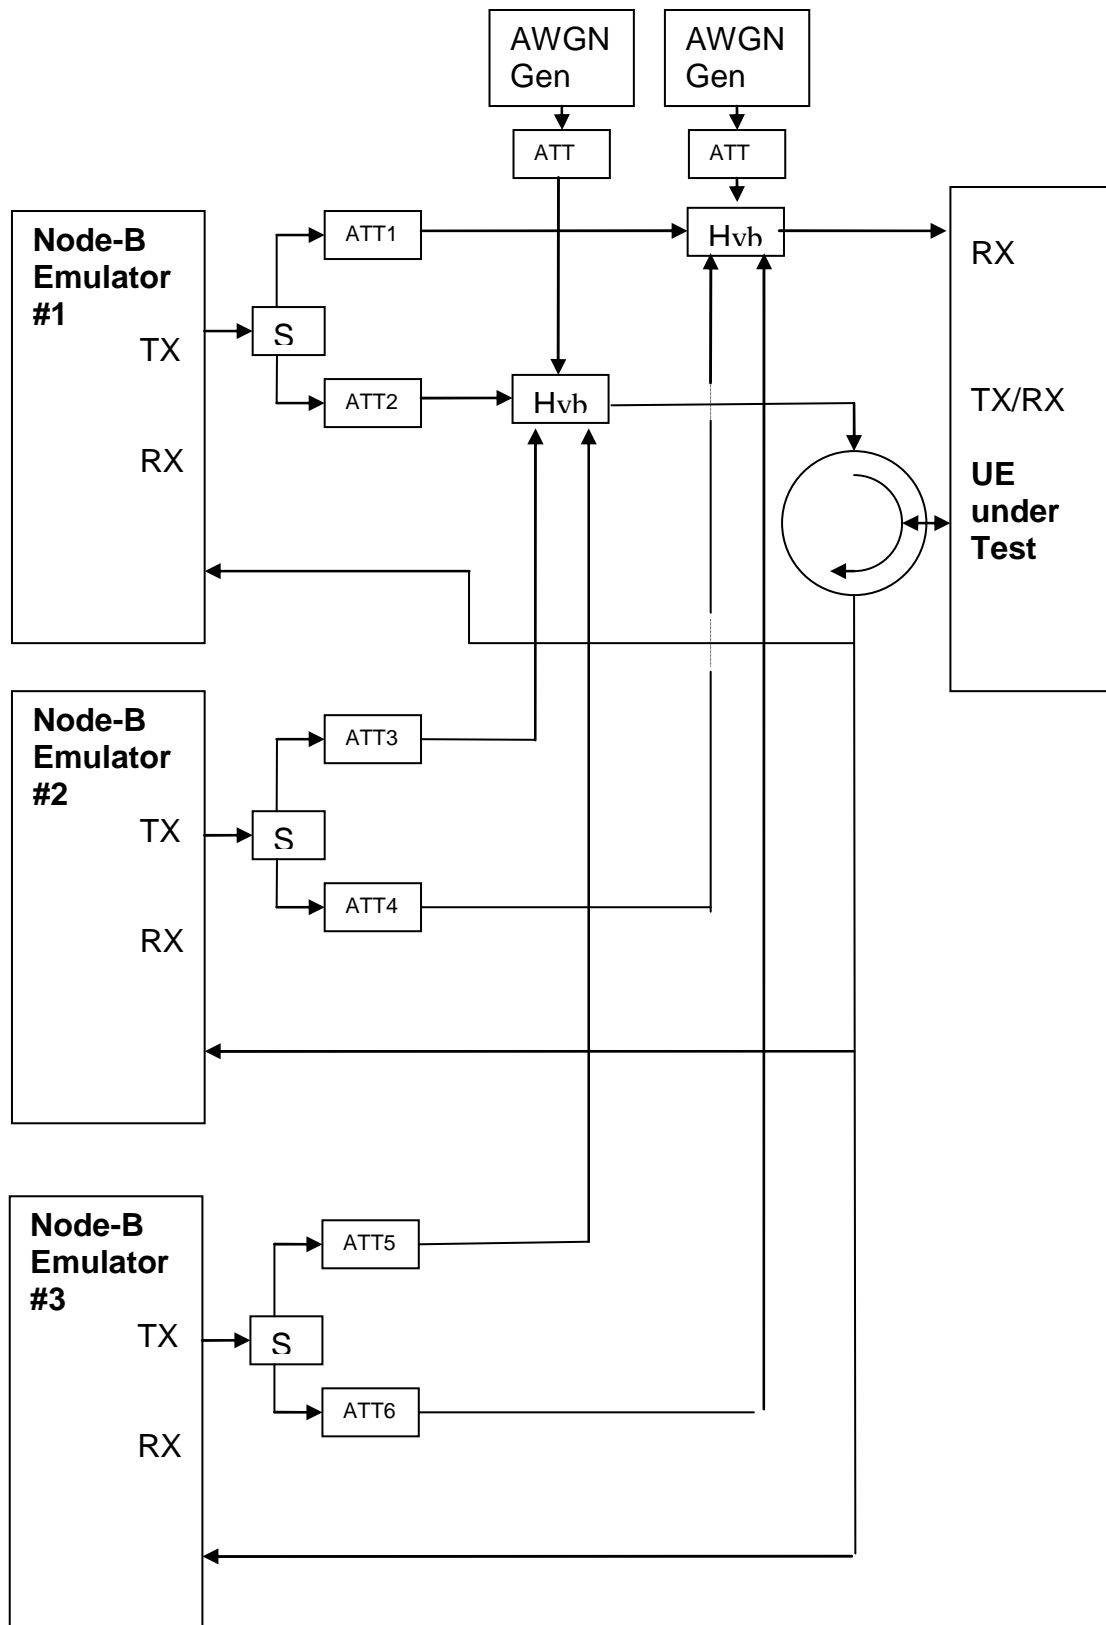 AWGN
Gen
AWGN
Gen
ATT
ATT
Node-B
Emulator
#1
TX
RX
S
ATT1
ATT2
Hyb
Hyb
RX
TX/RX
UE
under
Test
Node-B
Emulator
#2
TX
RX
S
ATT3
ATT4
Node-B
Emulator
#3
TX
RX
S
ATT5
ATT6